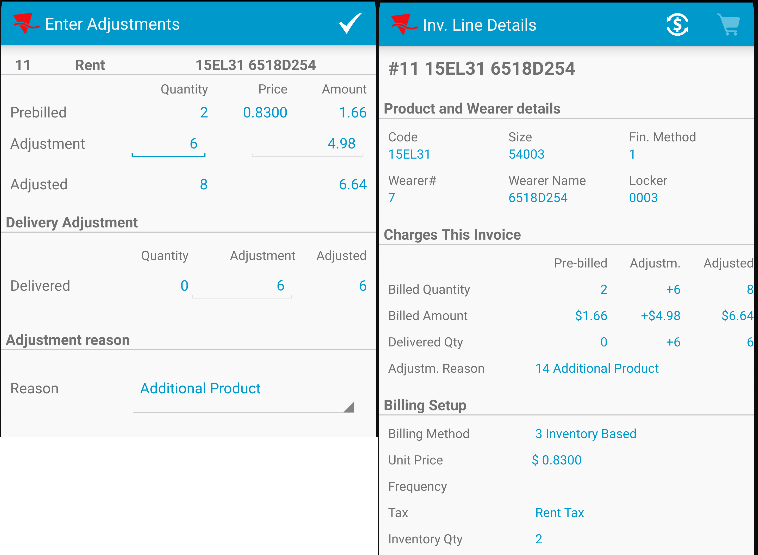 Enter Adjustments
11 Rent 15EL31 6518D254
Quantity Price Amount
Prebilled 2 0.8300 1.66
Adjustment 6 4.98
Adjusted 8 6.64
Delivery Adjustment
Quantity Adjustment Adjusted
Delivered 0 6 6
Adjustment reason
Reason Additional Product
Inv. Line Details
#11 15EL31 6518D254
Product and Wearer details
Code Size Fin. Method
15EL31 54003 1
Wearer# Wearer Name Locker
7 6518D254 0003
Charges This Invoice
Pre-billed Adjustm. Adjusted
Billed Quantity 2 +6 8
Billed Amount $1.66 +$4.98 $6.64
Delivered Qty 0 +6 6
Adjustm. Reason 14 Additional Product
Billing Setup
Billing Method 3 Inventory Based
Unit Price $ 0.8300
Frequency
Tax Rent Tax
Inventory Qty 2